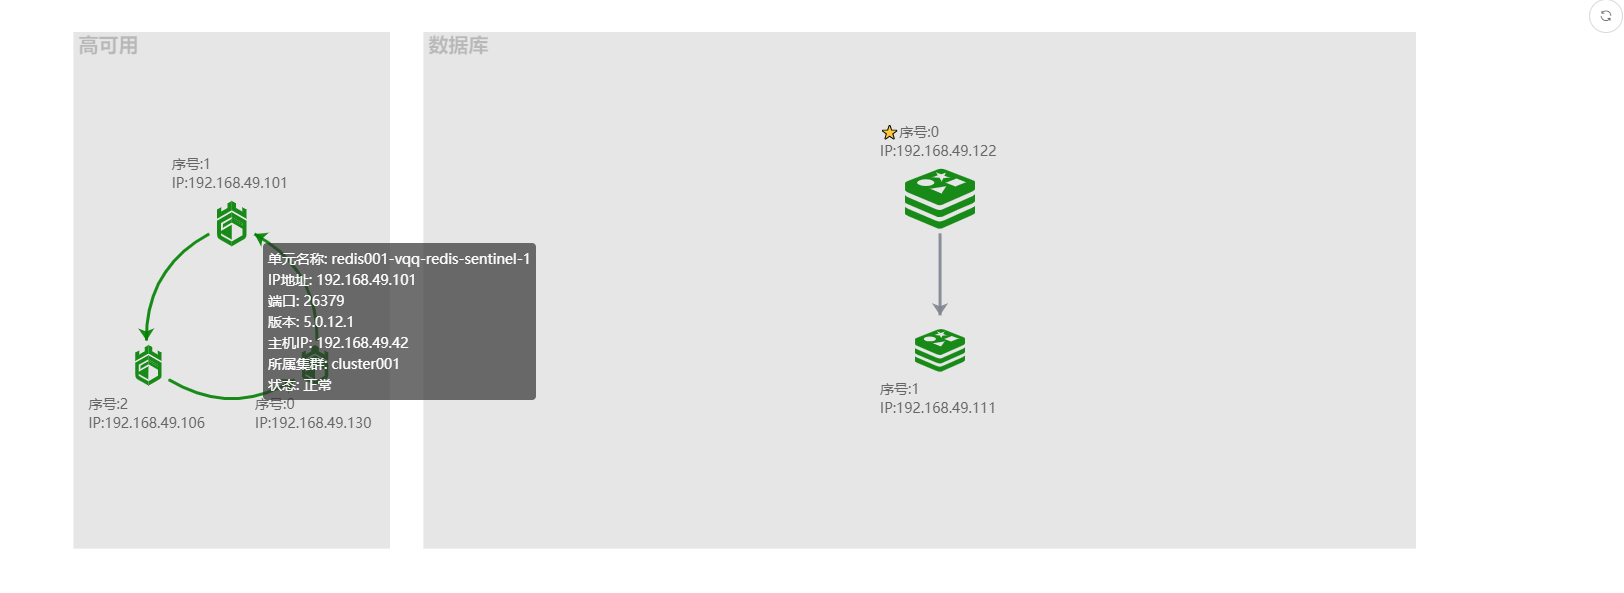 高可用
序号:1
IP:192.168.49.101
单元名称: redis001-vqq-redis-sentinel-1
IP地址: 192.168.49.101
端口: 26379
版本: 5.0.12.1
主机IP: 192.168.49.42
所属集群: cluster001
状态: 正常
序号:2
IP:192.168.49.106
序号:0
IP:192.168.49.130
数据库
序号:0
IP:192.168.49.122
序号:1
IP:192.168.49.111